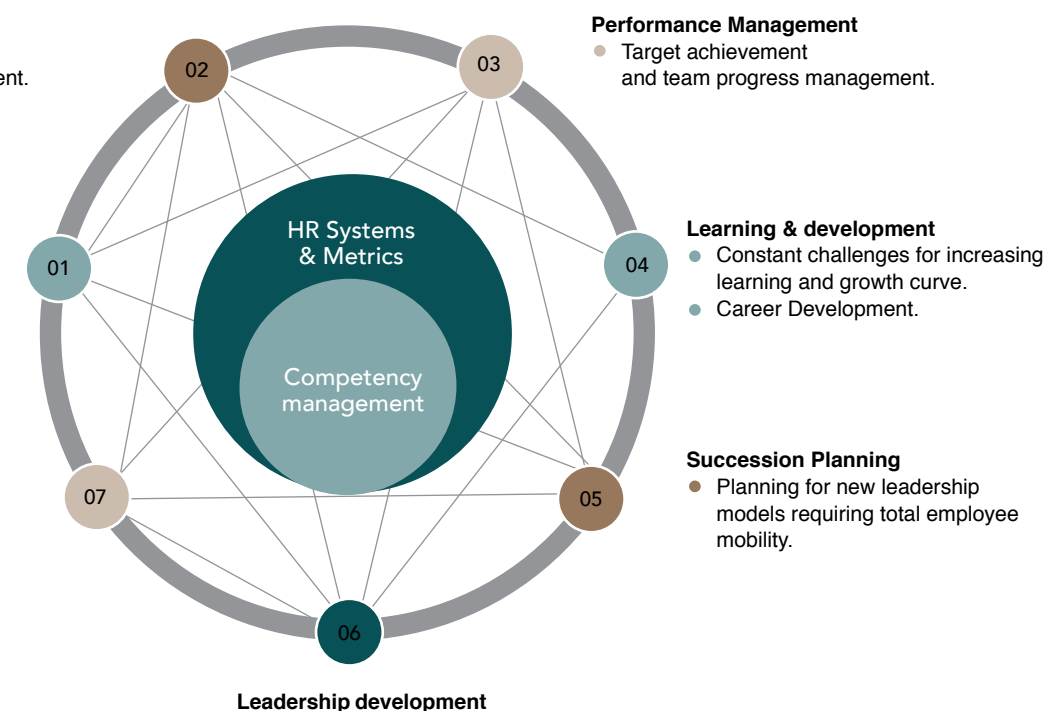 Performance Management
Target achievement
and team progress management.
02
03
HR Systems
& Metrics
Learning & development
Constant challenges for increasing
learning and growth curve.
Career Development.
01
04
Competency
management
Succession Planning
Planning for new leadership
models requiring total employee
mobility.
07
05
06
Leadership development